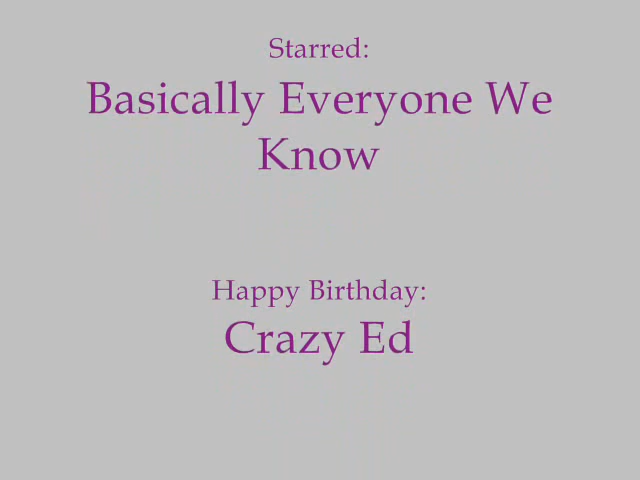 Starred:
Basically Everyone We
Know
Happy Birthday:
Crazy Ed